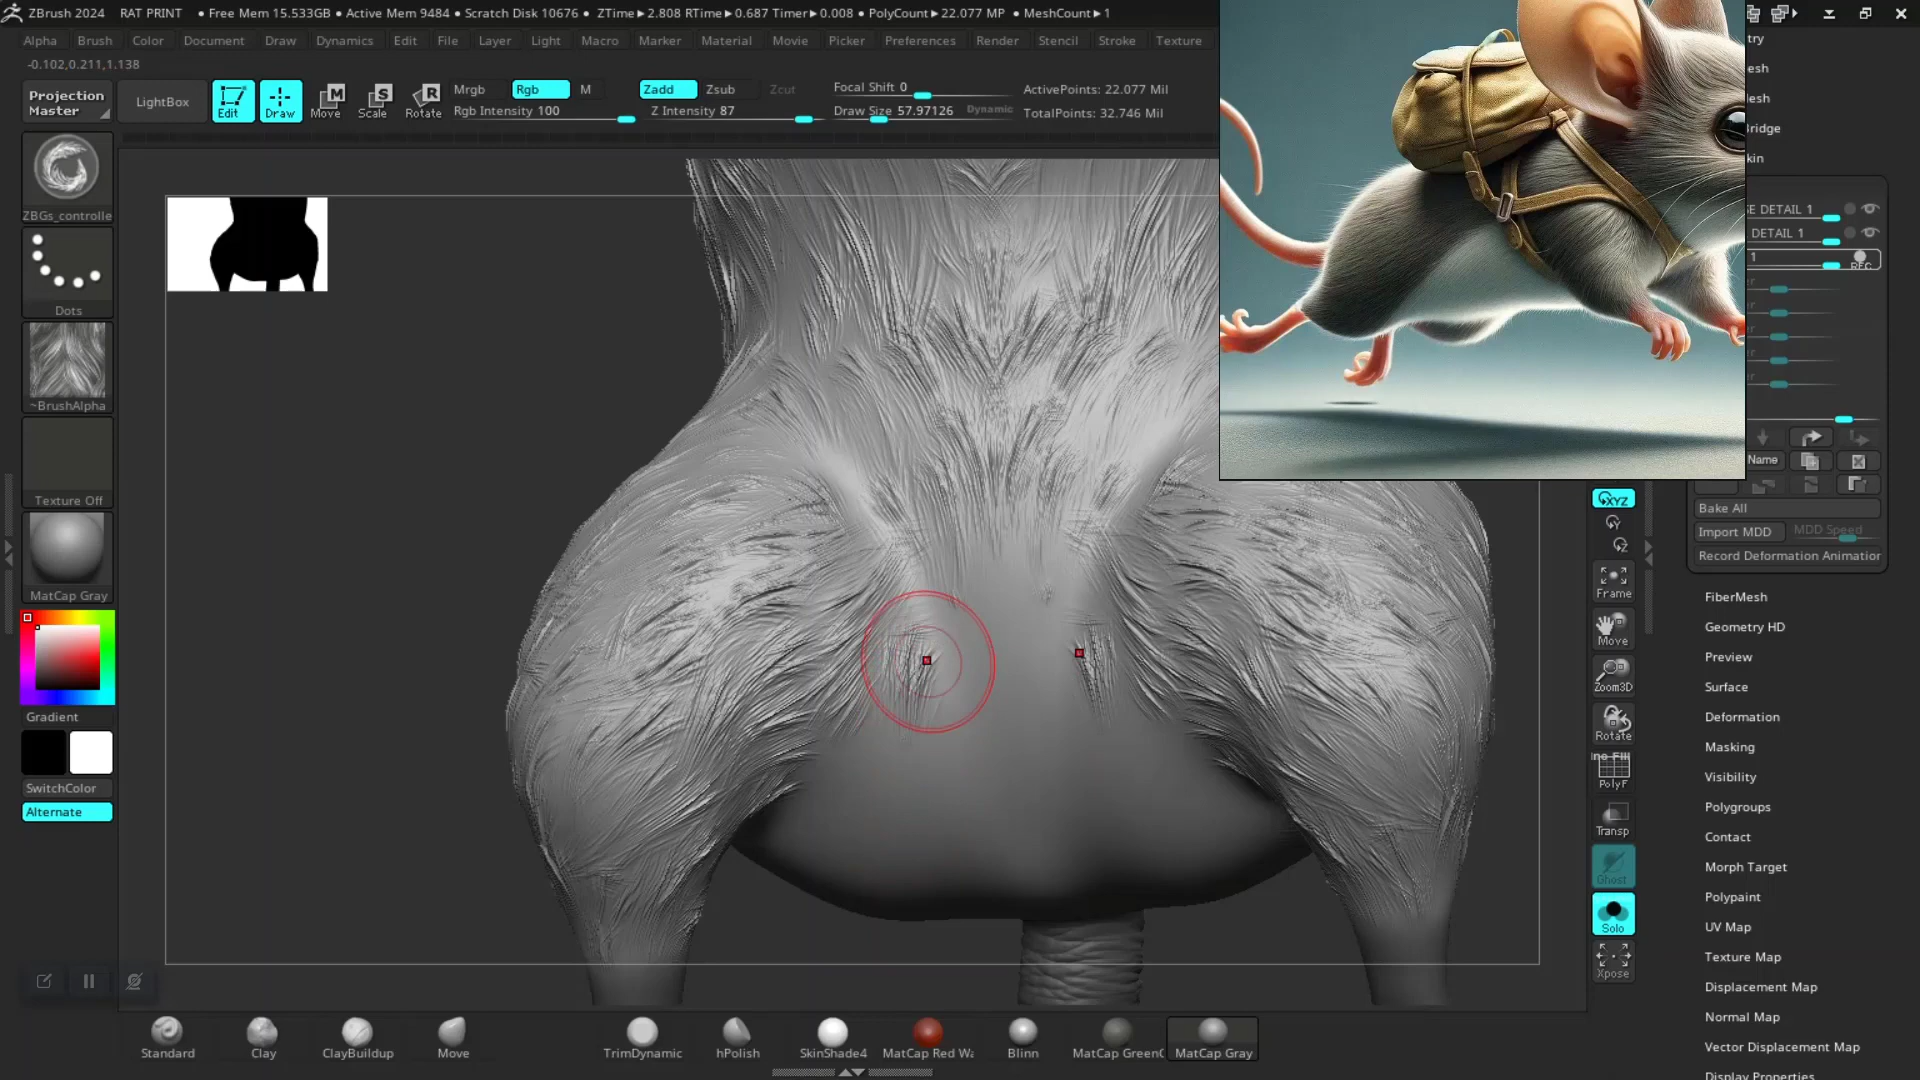 ZBrush 2024 RAT PRINT • Free Mem 15.533GB • Active Mem 9484 • Scratch Disk 10676 • ZTime▶2.808 RTime▶0.687 Timer▶0.008 • PolyCount▶22.077 MP • MeshCount▶1
Alpha Brush Color Document Draw Dynamics Edit File Layer Light Macro Marker Material Movie Picker Preferences Render Stencil Stroke Texture
-0.102,0.211,1.138
Projection Master
LightBox
Edit
Draw
Move
Scale
Rotate
Mrgb Rgb M
Rgb Intensity 100
Zadd Zsub Zcut
Z Intensity 87
Focal Shift 0
Draw Size 57.97126 Dynamic
ActivePoints: 22.077 Mil
TotalPoints: 32.746 Mil
ZBGs_controlle
Dots
~BrushAlpha
Texture Off
MatCap Gray
Gradient
SwitchColor
Alternate
Bridge
DETAIL 1
DETAIL 1
1 REC
Name
Bake All
Import MDD MDD Speed
Record Deformation Animation
FiberMesh
Geometry HD
Preview
Surface
Deformation
Masking
Visibility
Polygroups
Contact
Morph Target
Polypaint
UV Map
Texture Map
Displacement Map
Normal Map
Vector Displacement Map
Display Properties
XYZ
Frame
Move
Zoom3D
Rotate
PolyF
Transp
Ghost
Solo
Xpose
Standard Clay ClayBuildup Move TrimDynamic hPolish SkinShade4 MatCap Red Wa Blinn MatCap GreenC MatCap Gray